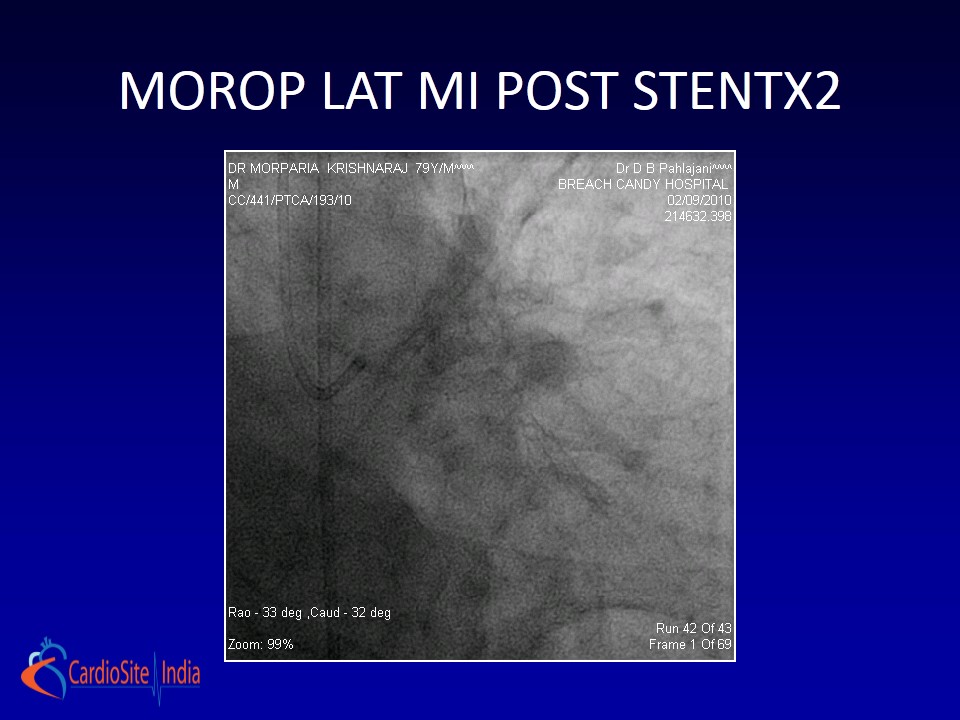 MOROP LAT MI POST STENTX2
DR MORPARIA KRISHNARAJ 79Y/M^^^^
M
CC/441/PTCA/193/10
Dr D B Pahlajani^^^^
BREACH CANDY HOSPITAL
02/09/2010
214632.398
Rao - 33 deg ,Caud - 32 deg
Zoom: 99%
Run 42 Of 43
Frame 1 Of 69
CardioSite India